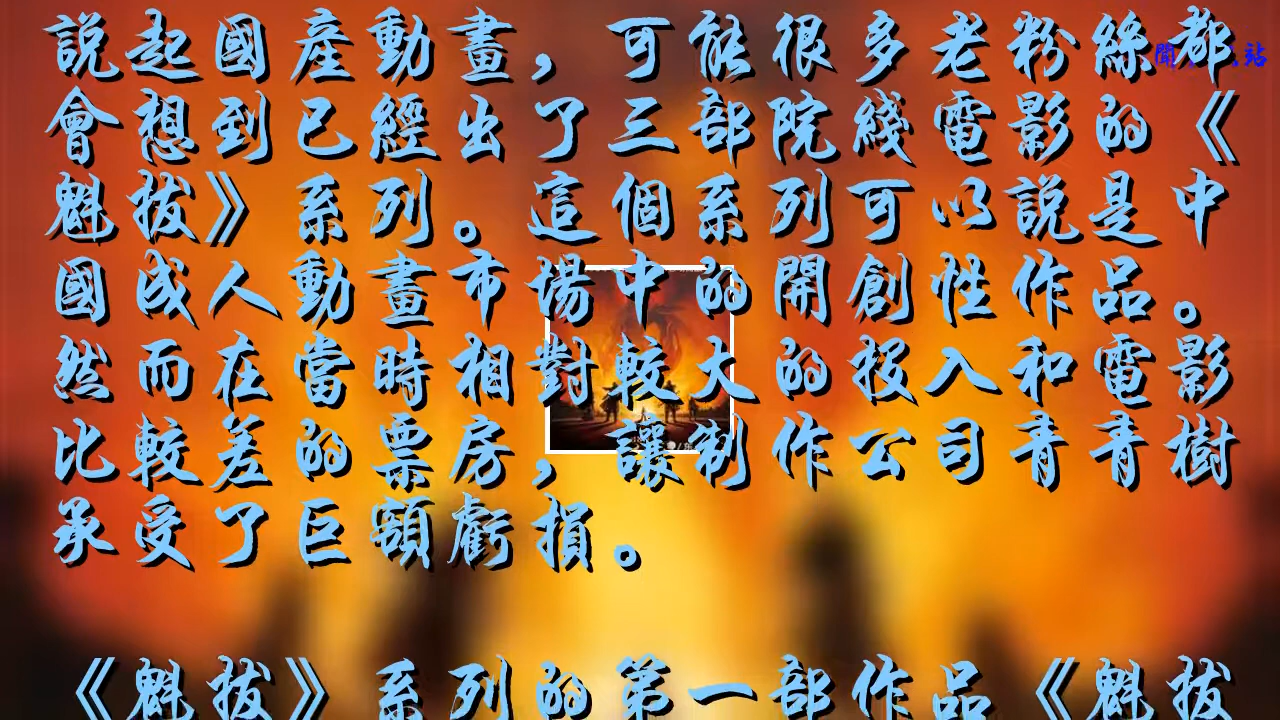 說起國産動畫，可能很多老粉絲都
會想到已經出了三部院綫電影的《
魁拔》系列。這個系列可以說是中
國成人動畫市場中的開創性作品。
然而在當時相對較大的投入和電影
比較差的票房，讓制作公司青青樹
承受了巨額虧損。
《魁拔》系列的第一部作品《魁拔